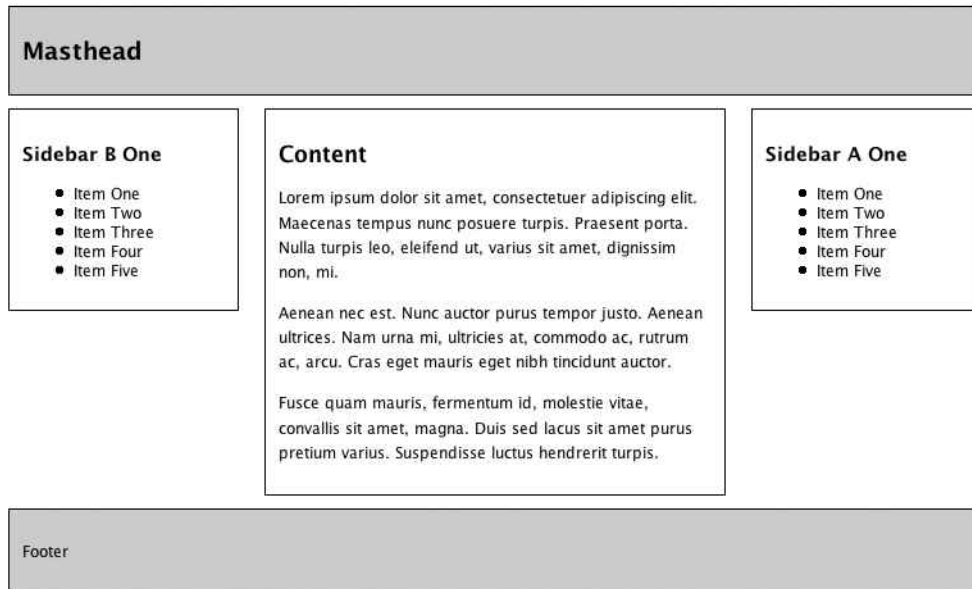 Masthead
Sidebar B One
Item One
Item Two
Item Three
Item Four
Item Five
Content
Lorem ipsum dolor sit amet, consectetuer adipiscing elit.
Maecenas tempus nunc posuere turpis. Praesent porta.
Nulla turpis leo, eleifend ut, varius sit amet, dignissim
non, mi.
Aenean nec est. Nunc auctor purus tempor justo. Aenean
ultrices. Nam urna mi, ultricies at, commodo ac, rutrum
ac, arcu. Cras eget mauris eget nibh tincidunt auctor.
Fusce quam mauris, fermentum id, molestie vitae,
convallis sit amet, magna. Duis sed lacus sit amet purus
pretium varius. Suspendisse luctus hendrerit turpis.
Sidebar A One
Item One
Item Two
Item Three
Item Four
Item Five
Footer